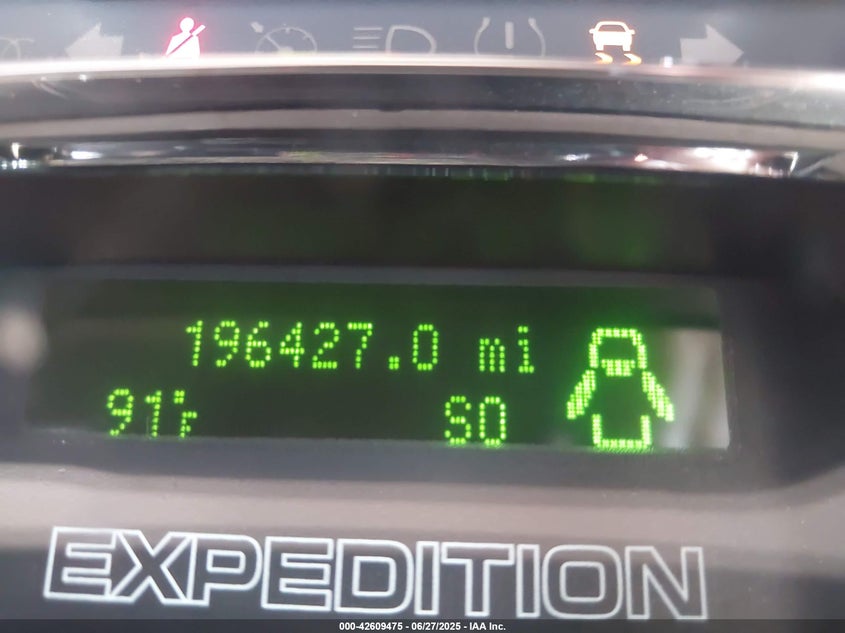 196427.0 mi
91°F SO
EXPEDITION
000-42609475 - 06/27/2025 - IAA Inc.